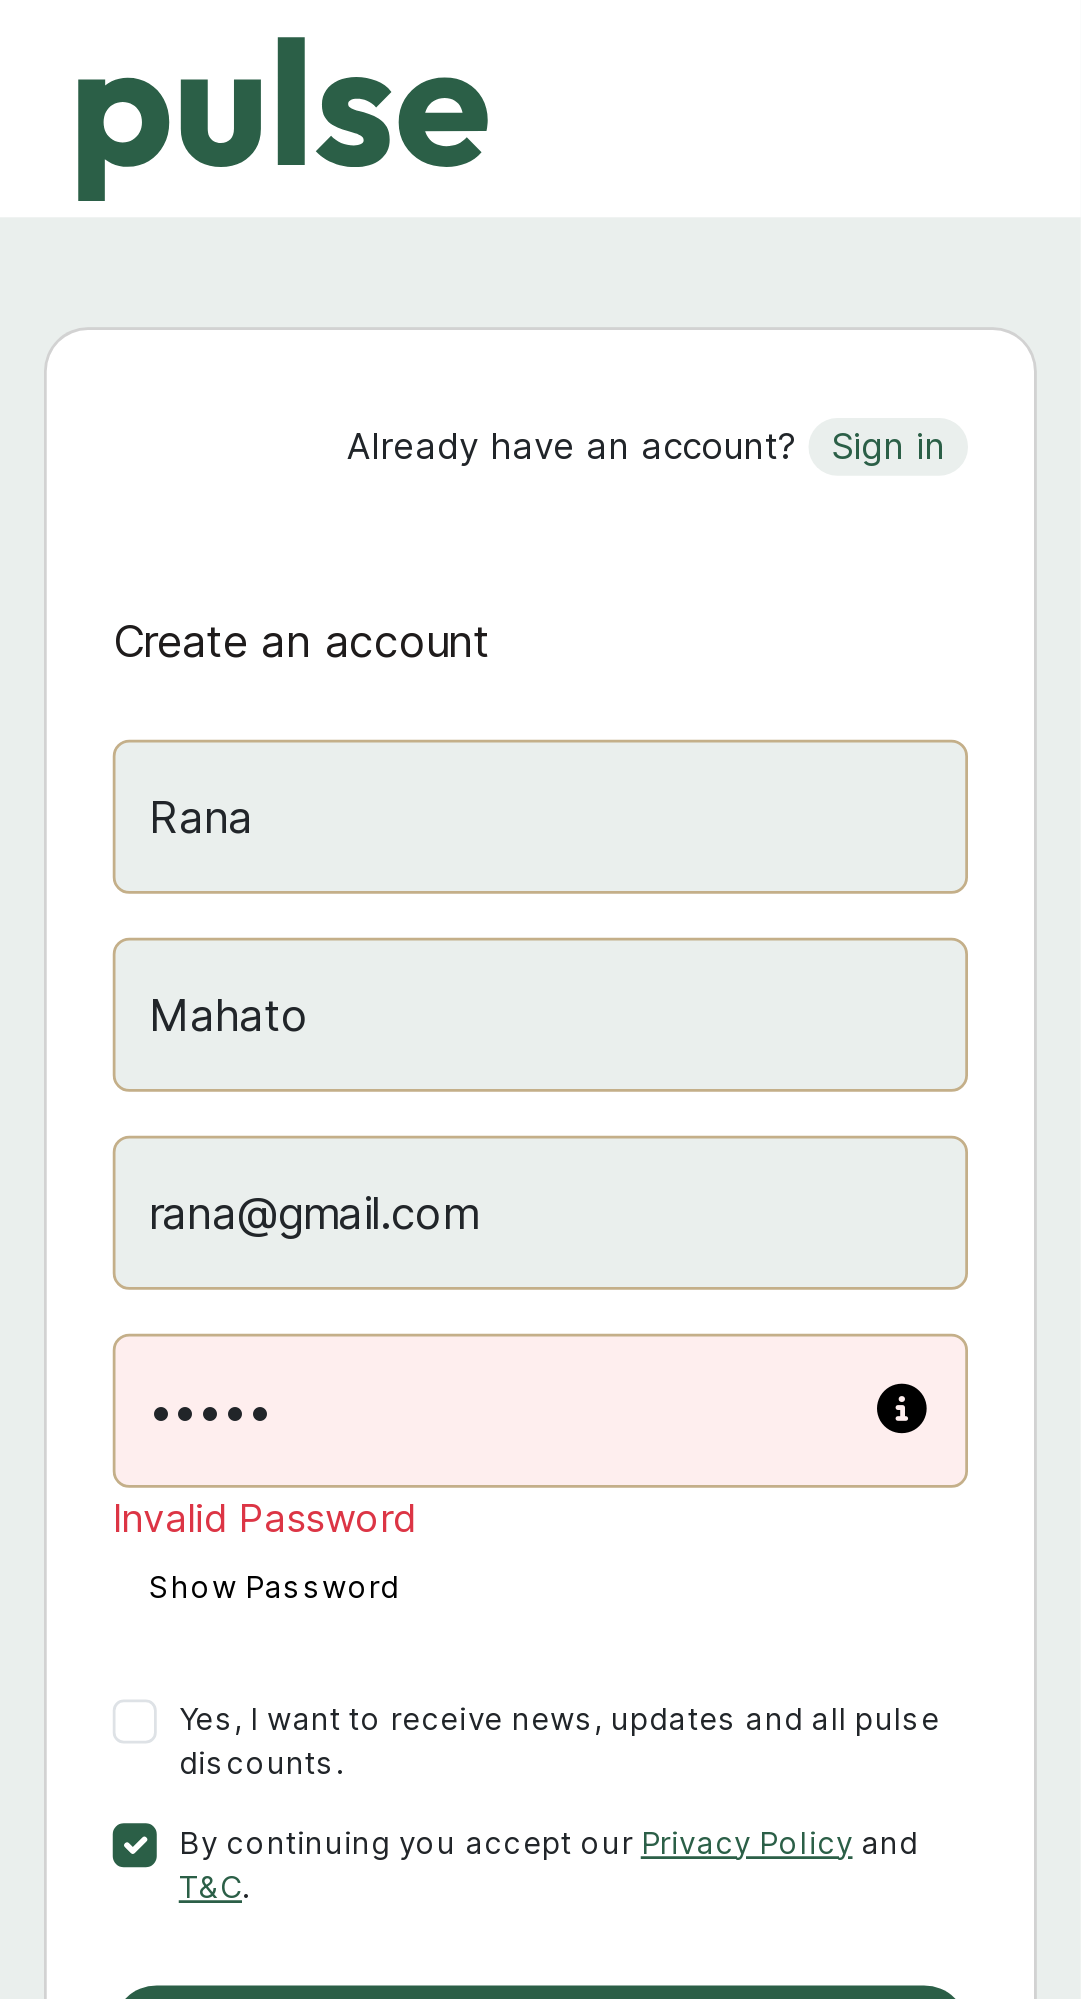 pulse
Already have an account? Sign in
Create an account
Rana
Mahato
rana@gmail.com
•••••
Invalid Password
Show Password
Yes, I want to receive news, updates and all pulse
discounts.
By continuing you accept our Privacy Policy and
T&C.